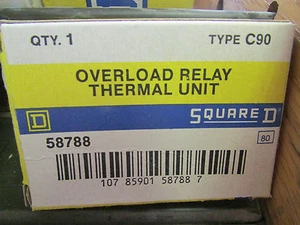 QTY. 1 TYPE C90
OVERLOAD RELAY
THERMAL UNIT
D SQUARE D
58788 80
107 85901 58788 7